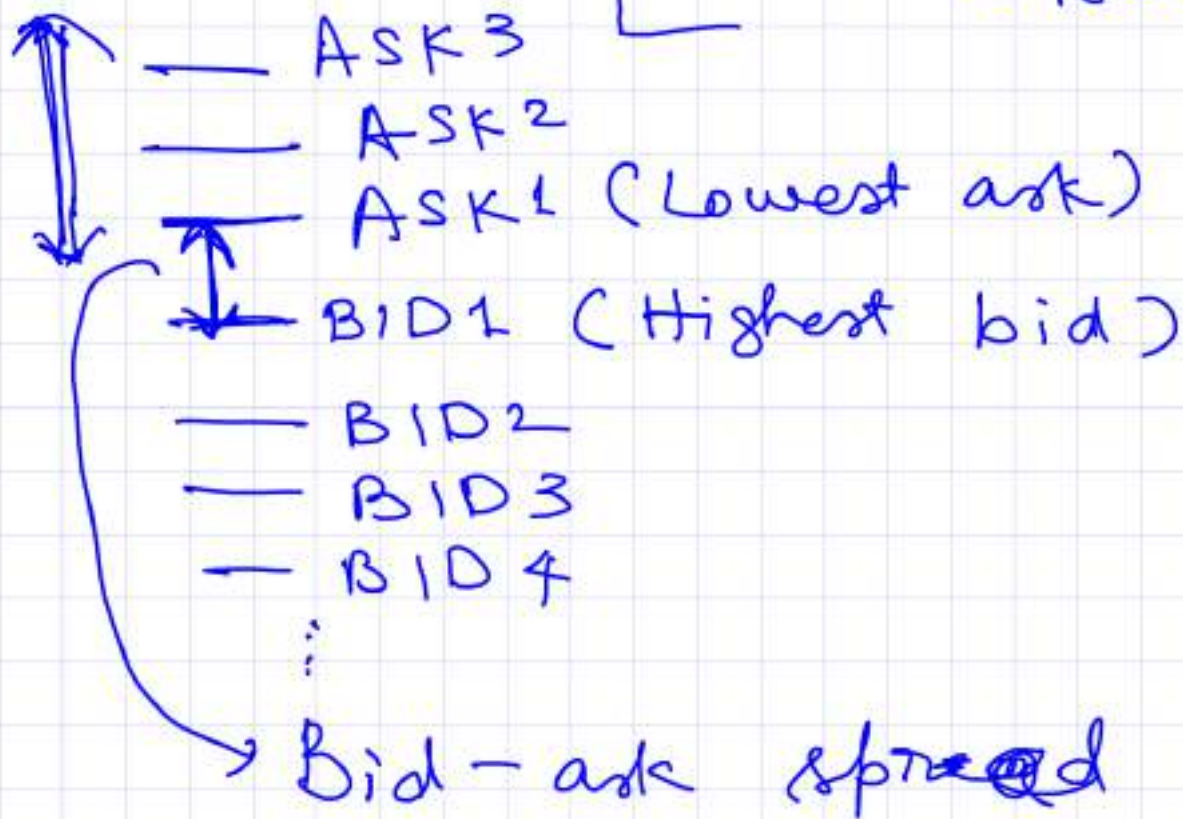 ASK3
ASK2
ASK1 (Lowest ask)
BID1 (Highest bid)
BID2
BID3
BID4
Bid-ask spread